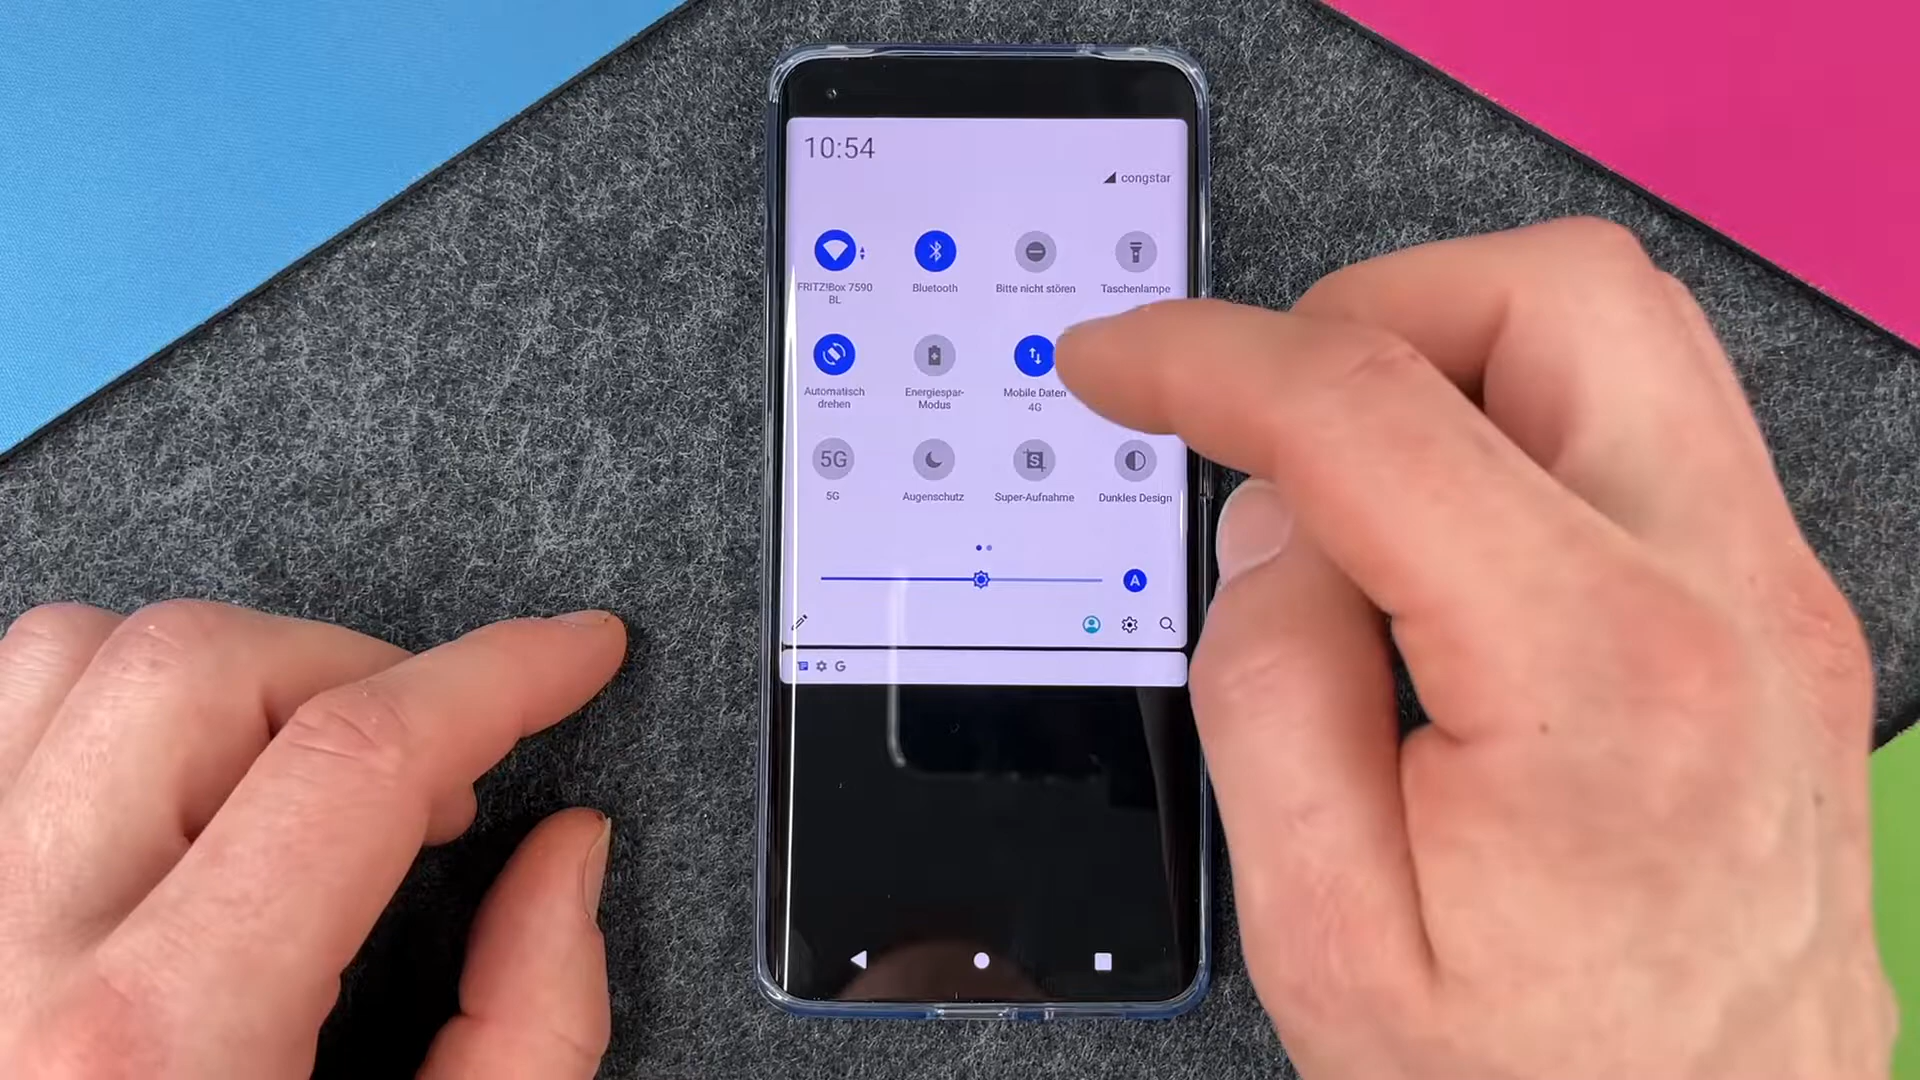 10:54
congstar
FRITZ!Box 7590
BL
Bluetooth
Bitte nicht stören
Taschenlampe
Automatisch
drehen
Energiespar-
Modus
Mobile Daten
4G
5G
5G
Augenschutz
S
Super-Aufnahme
Dunkles Design
A
G